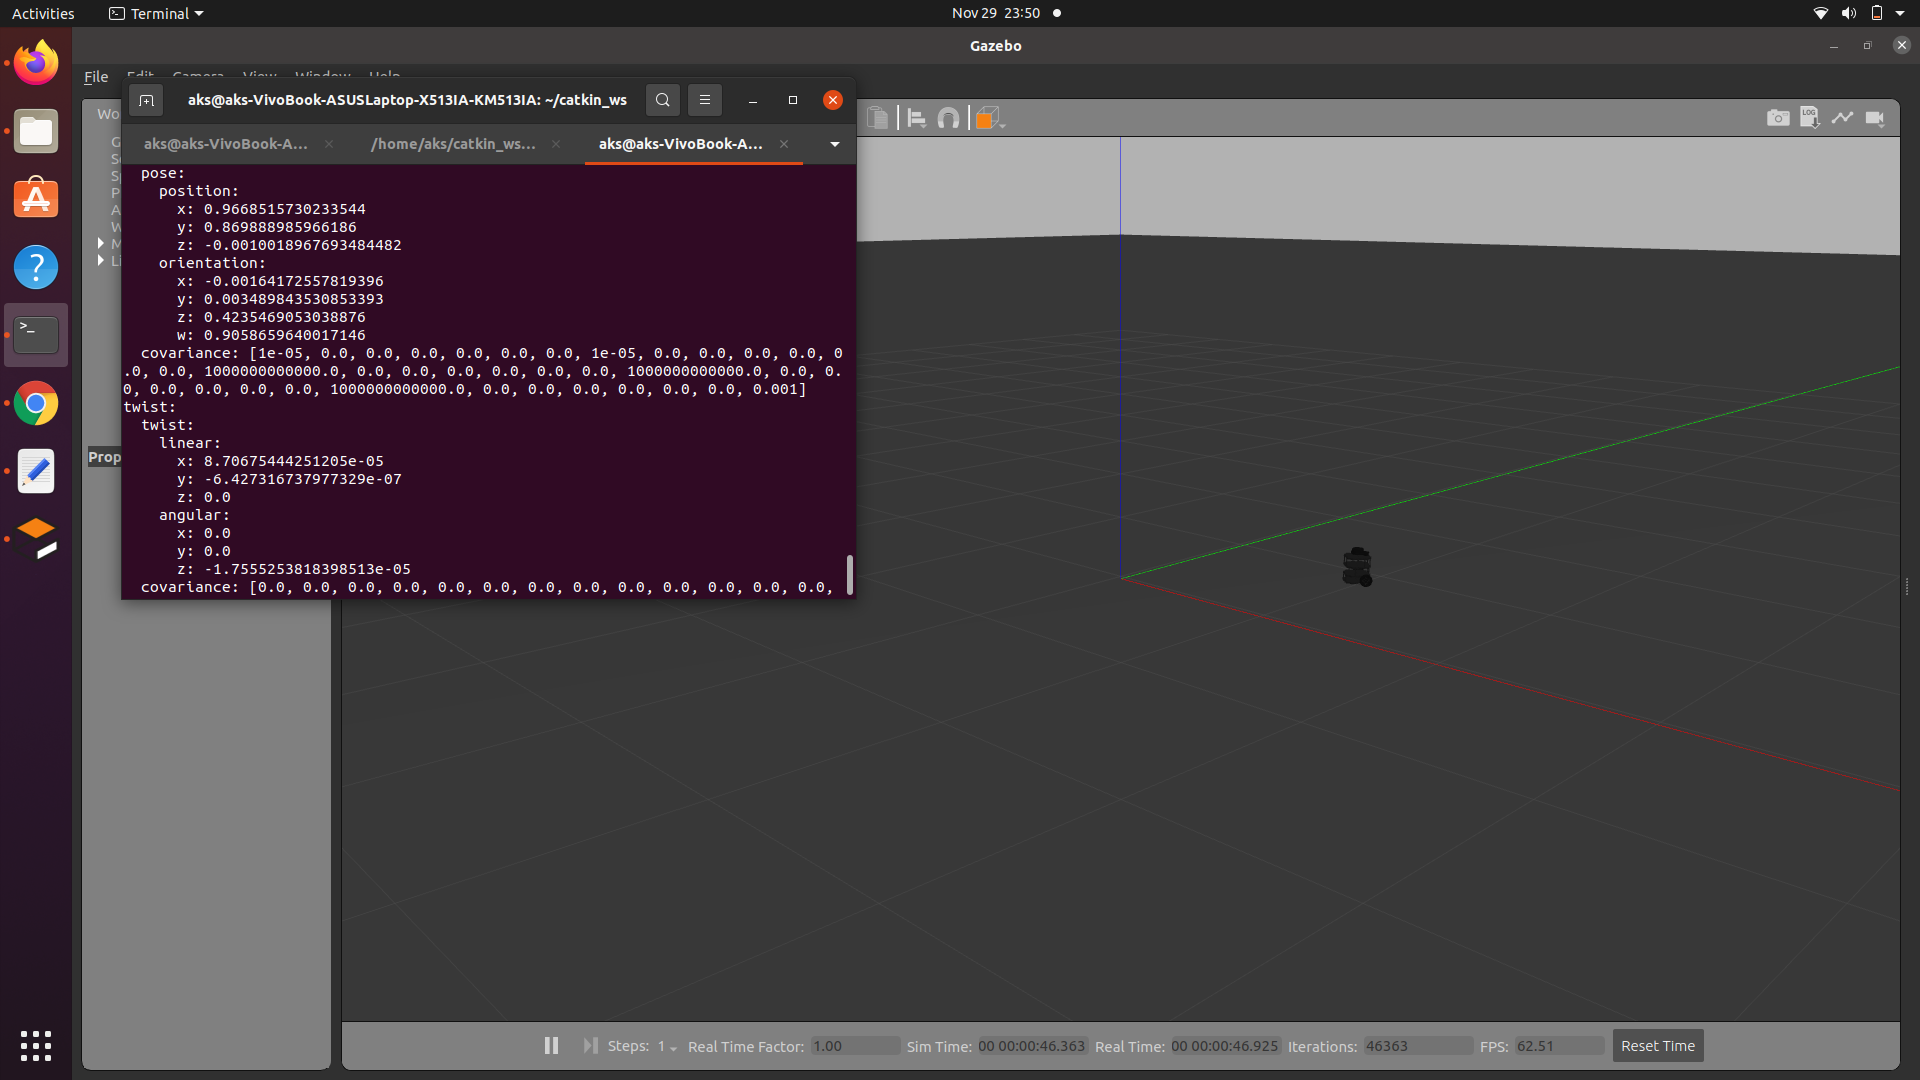 Activities
Terminal
Nov 29 23:50
Gazebo
File Edit Camera View Window Help
aks@aks-VivoBook-ASUSLaptop-X513IA-KM513IA: ~/catkin_ws
aks@aks-VivoBook-A...
/home/aks/catkin_ws...
aks@aks-VivoBook-A...
LOG
pose:
position:
x: 0.9668515730233544
y: 0.869888985966186
z: -0.0010018967693484482
orientation:
x: -0.00164172557819396
y: 0.003489843530853393
z: 0.4235469053038876
w: 0.9058659640017146
covariance: [1e-05, 0.0, 0.0, 0.0, 0.0, 0.0, 0.0, 1e-05, 0.0, 0.0, 0.0, 0.0, 0
.0, 0.0, 1000000000000.0, 0.0, 0.0, 0.0, 0.0, 0.0, 0.0, 1000000000000.0, 0.0, 0.
0, 0.0, 0.0, 0.0, 0.0, 1000000000000.0, 0.0, 0.0, 0.0, 0.0, 0.0, 0.0, 0.001]
twist:
twist:
linear:
x: 8.70675444251205e-05
y: -6.427316737977329e-07
z: 0.0
angular:
x: 0.0
y: 0.0
z: -1.7555253818398513e-05
covariance: [0.0, 0.0, 0.0, 0.0, 0.0, 0.0, 0.0, 0.0, 0.0, 0.0, 0.0, 0.0, 0.0,
Prop
Steps: 1
Real Time Factor: 1.00
Sim Time: 00 00:00:46.363
Real Time: 00 00:00:46.925
Iterations: 46363
FPS: 62.51
Reset Time